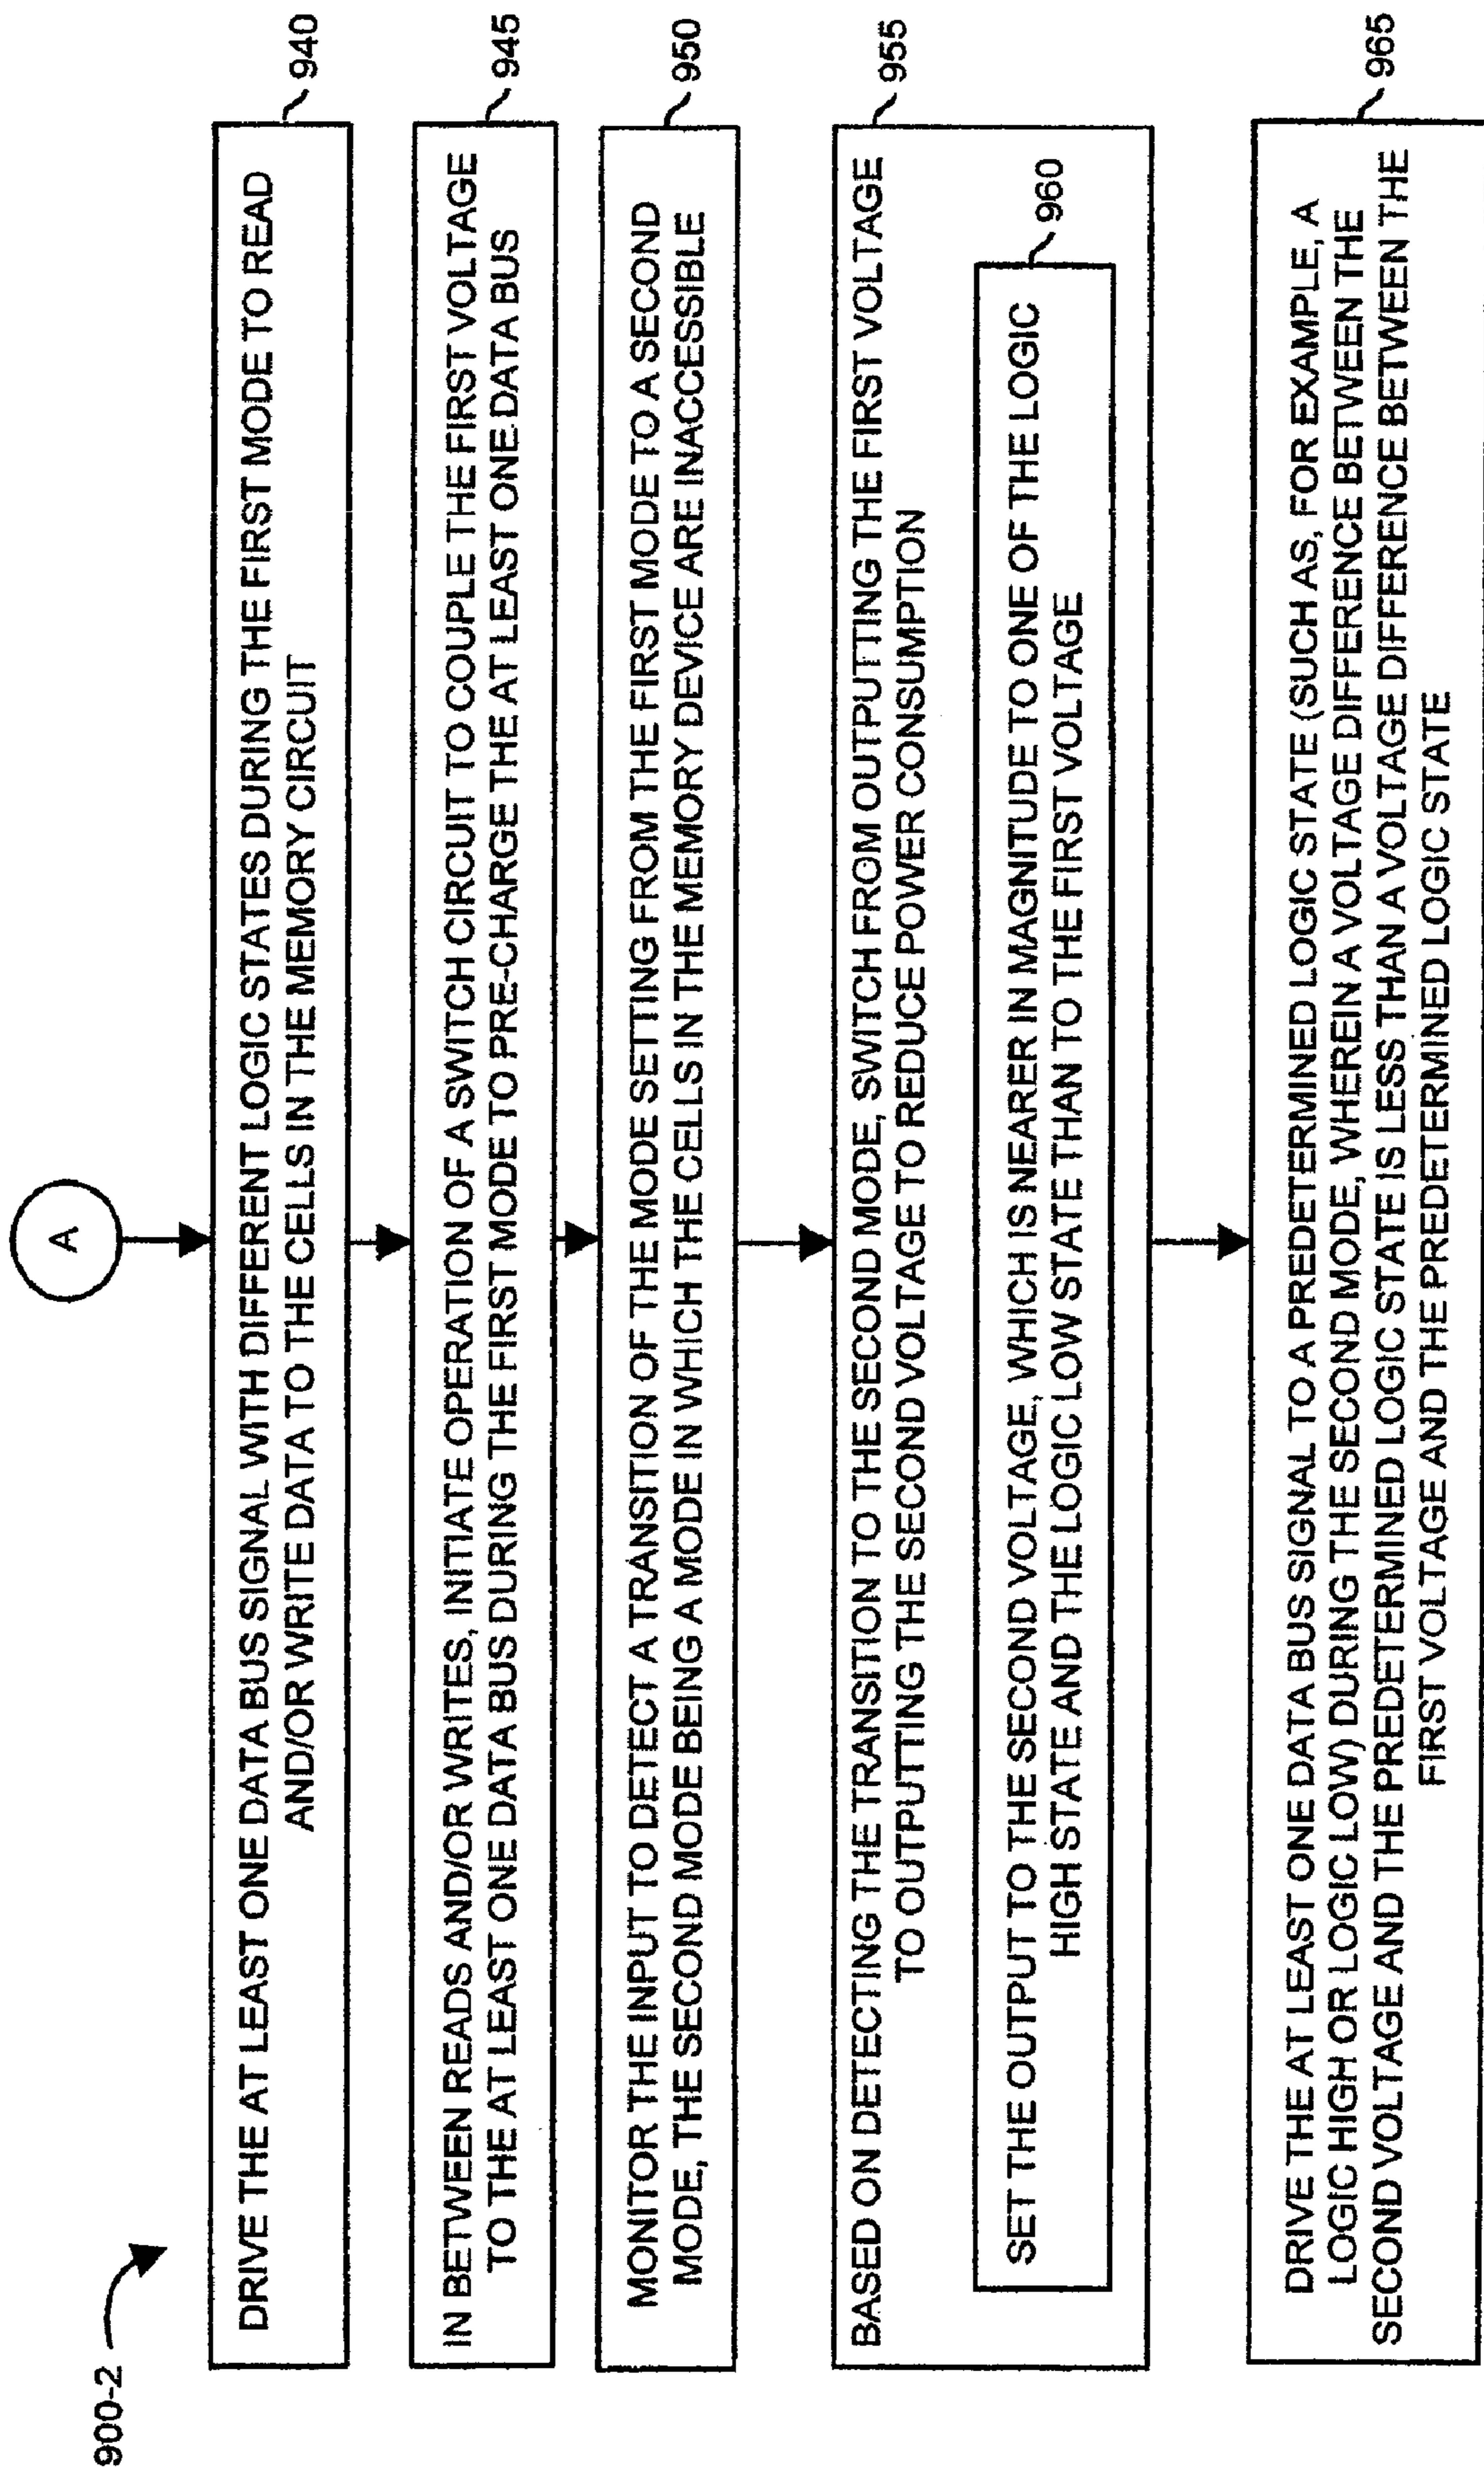 900-2
A
DRIVE THE AT LEAST ONE DATA BUS SIGNAL WITH DIFFERENT LOGIC STATES DURING THE FIRST MODE TO READ
AND/OR WRITE DATA TO THE CELLS IN THE MEMORY CIRCUIT
940
IN BETWEEN READS AND/OR WRITES, INITIATE OPERATION OF A SWITCH CIRCUIT TO COUPLE THE FIRST VOLTAGE
TO THE AT LEAST ONE DATA BUS DURING THE FIRST MODE TO PRE-CHARGE THE AT LEAST ONE DATA BUS
945
MONITOR THE INPUT TO DETECT A TRANSITION OF THE MODE SETTING FROM THE FIRST MODE TO A SECOND
MODE, THE SECOND MODE BEING A MODE IN WHICH THE CELLS IN THE MEMORY DEVICE ARE INACCESSIBLE
950
BASED ON DETECTING THE TRANSITION TO THE SECOND MODE, SWITCH FROM OUTPUTTING THE FIRST VOLTAGE
TO OUTPUTTING THE SECOND VOLTAGE TO REDUCE POWER CONSUMPTION
955
SET THE OUTPUT TO THE SECOND VOLTAGE, WHICH IS NEARER IN MAGNITUDE TO ONE OF THE LOGIC
HIGH STATE AND THE LOGIC LOW STATE THAN TO THE FIRST VOLTAGE
960
DRIVE THE AT LEAST ONE DATA BUS SIGNAL TO A PREDETERMINED LOGIC STATE (SUCH AS, FOR EXAMPLE, A
LOGIC HIGH OR LOGIC LOW) DURING THE SECOND MODE, WHEREIN A VOLTAGE DIFFERENCE BETWEEN THE
SECOND VOLTAGE AND THE PREDETERMINED LOGIC STATE IS LESS THAN A VOLTAGE DIFFERENCE BETWEEN THE
FIRST VOLTAGE AND THE PREDETERMINED LOGIC STATE
965